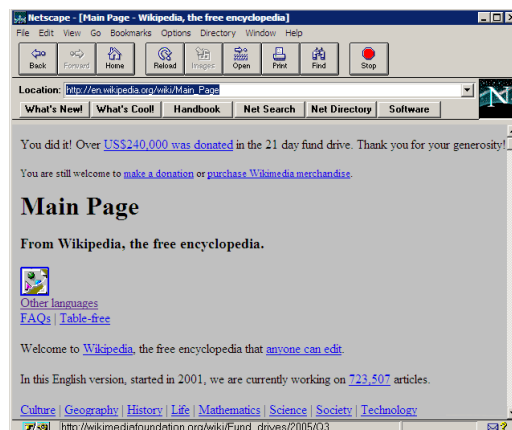 Netscape - [Main Page - Wikipedia, the free encyclopedia]
File Edit View Go Bookmarks Options Directory Window Help
Back Forward Home Reload Images Open Print Find Stop
Location: http://en.wikipedia.org/wiki/Main_Page
N
What's New! What's Cool! Handbook Net Search Net Directory Software
You did it! Over US$240,000 was donated in the 21 day fund drive. Thank you for your generosity!
You are still welcome to make a donation or purchase Wikimedia merchandise.
Main Page
From Wikipedia, the free encyclopedia.
Other languages
FAQs | Table-free
Welcome to Wikipedia, the free encyclopedia that anyone can edit.
In this English version, started in 2001, we are currently working on 723,507 articles.
Culture | Geography | History | Life | Mathematics | Science | Society | Technology
http://wikimediafoundation.org/wiki/Fund_drives/2005/Q3